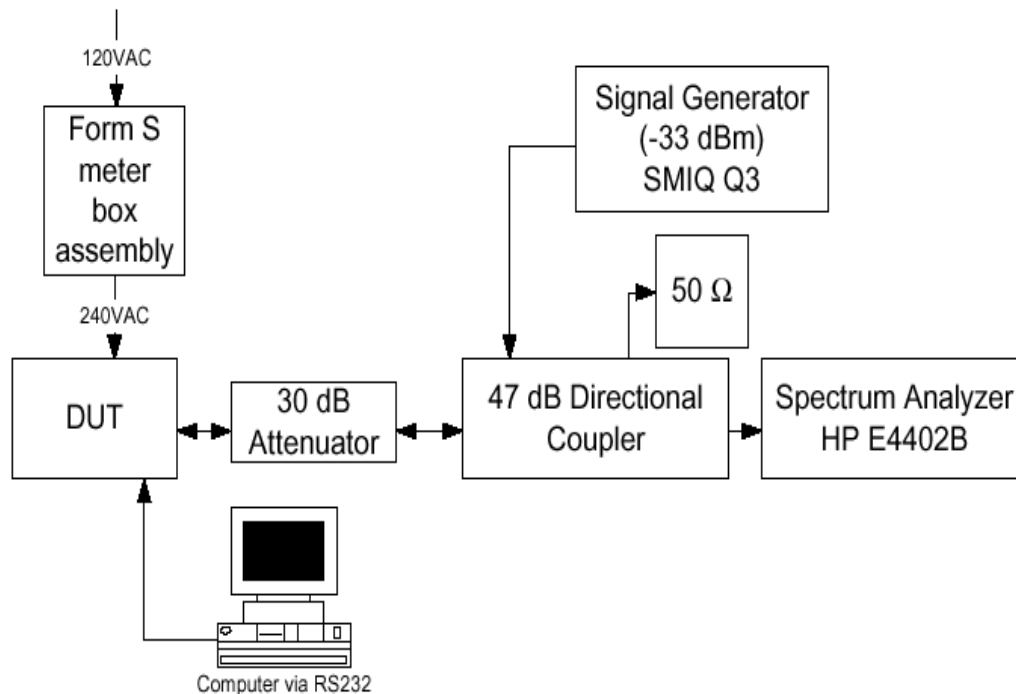 120VAC
Form S
meter
box
assembly
240VAC
DUT
30 dB
Attenuator
Signal Generator
(-33 dBm)
SMIQ Q3
50 Ω
47 dB Directional
Coupler
Spectrum Analyzer
HP E4402B
Computer via RS232